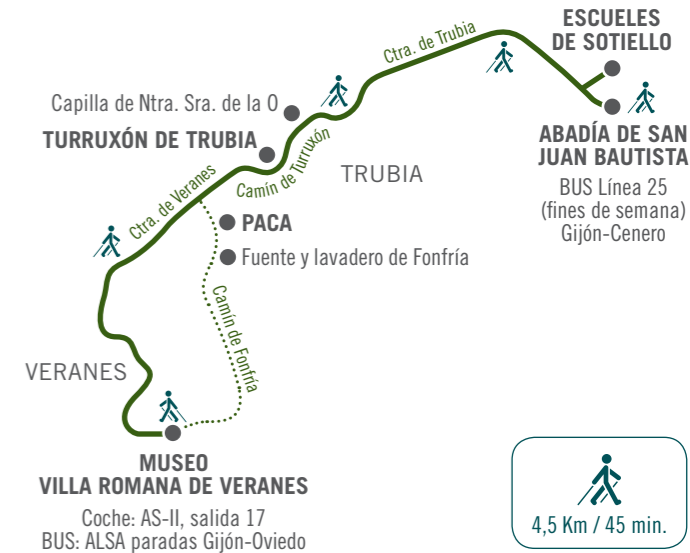 ESCUELES
DE SOTIELLO
Ctra. de Trubia
Capilla de Ntra. Sra. de la O
TURRUXÓN DE TRUBIA
ABADÍA DE SAN
JUAN BAUTISTA
BUS Línea 25
(fines de semana)
Gijón-Cenero
TRUBIA
Camín de Turruxón
Ctra. de Veranes
PACA
Fuente y lavadero de Fonfría
Camín de Fonfría
VERANES
MUSEO
VILLA ROMANA DE VERANES
Coche: AS-II, salida 17
BUS: ALSA paradas Gijón-Oviedo
4,5 Km / 45 min.